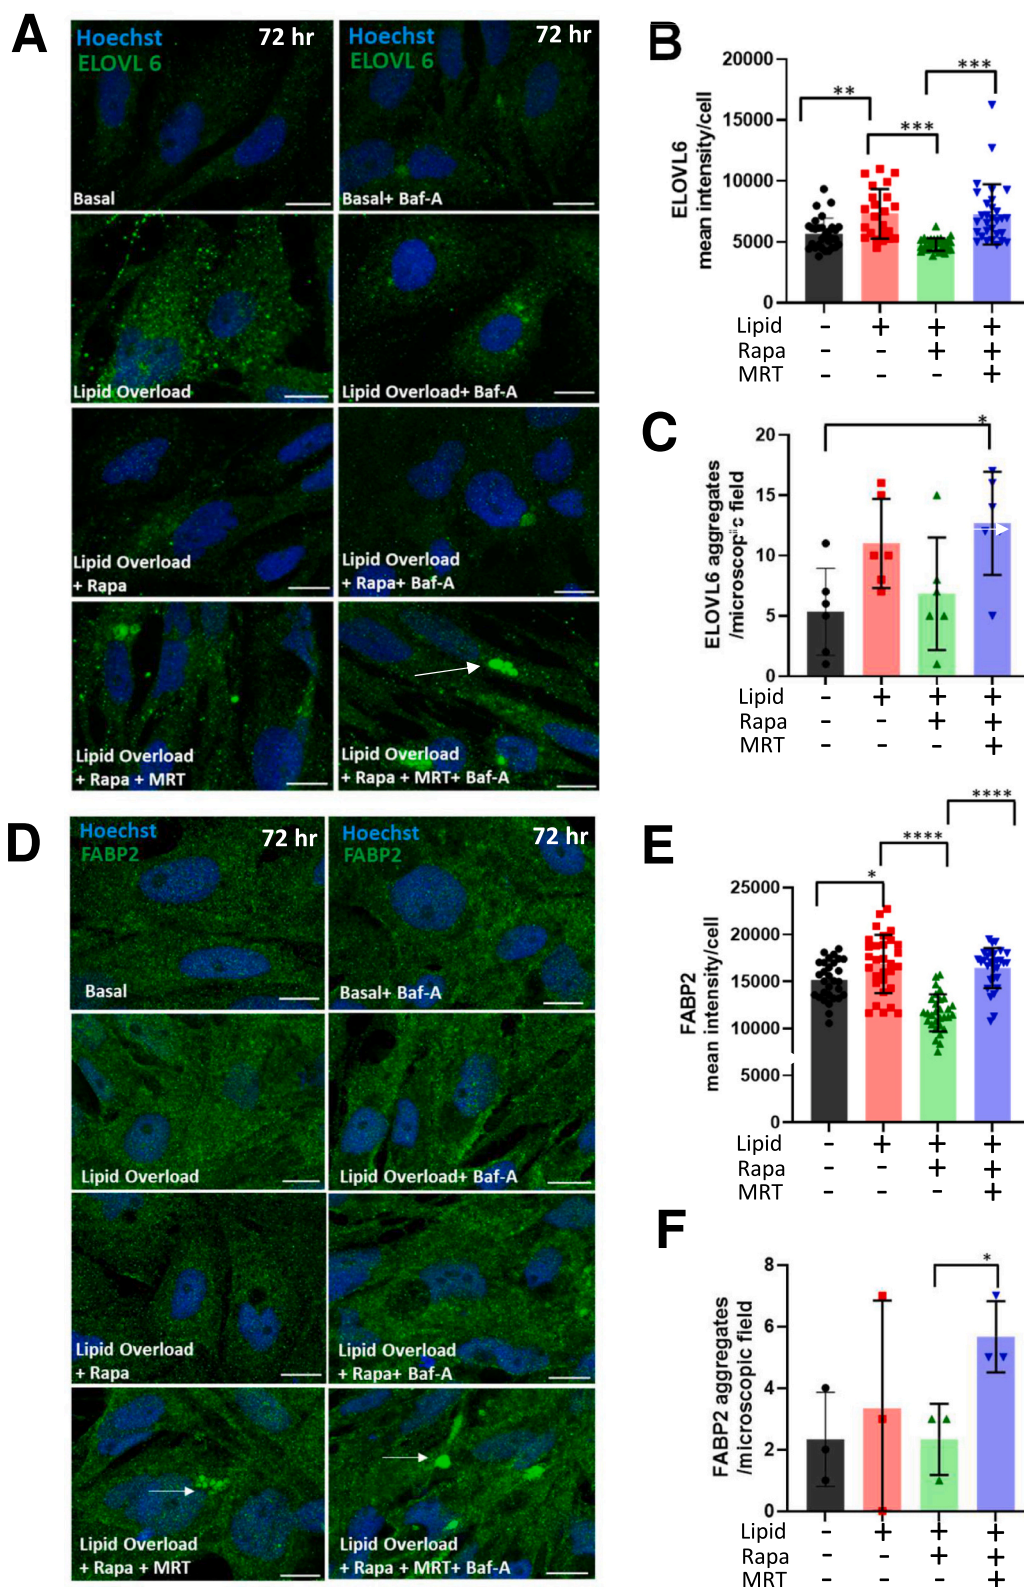 A
Hoechst 72 hr
ELOVL 6
Basal
Hoechst 72 hr
ELOVL 6
Basal+ Baf-A
Lipid Overload
Lipid Overload+ Baf-A
Lipid Overload
+ Rapa
Lipid Overload
+ Rapa+ Baf-A
Lipid Overload
+ Rapa + MRT
Lipid Overload
+ Rapa + MRT+ Baf-A
B
ELOVL6
mean intensity/cell
20000
15000
10000
5000
0
**
***
***
Lipid - + + +
Rapa - - + +
MRT - - - +
C
ELOVL6 aggregates
/microscopic field
20
15
10
5
0
*
Lipid - + + +
Rapa - - + +
MRT - - - +
D
Hoechst 72 hr
FABP2
Basal
Hoechst 72 hr
FABP2
Basal+ Baf-A
Lipid Overload
Lipid Overload+ Baf-A
Lipid Overload
+ Rapa
Lipid Overload
+ Rapa+ Baf-A
Lipid Overload
+ Rapa + MRT
Lipid Overload
+ Rapa + MRT+ Baf-A
E
FABP2
mean intensity/cell
25000
20000
15000
10000
5000
0
*
****
****
Lipid - + + +
Rapa - - + +
MRT - - - +
F
FABP2 aggregates
/microscopic field
8
6
4
2
0
*
Lipid - + + +
Rapa - - + +
MRT - - - +